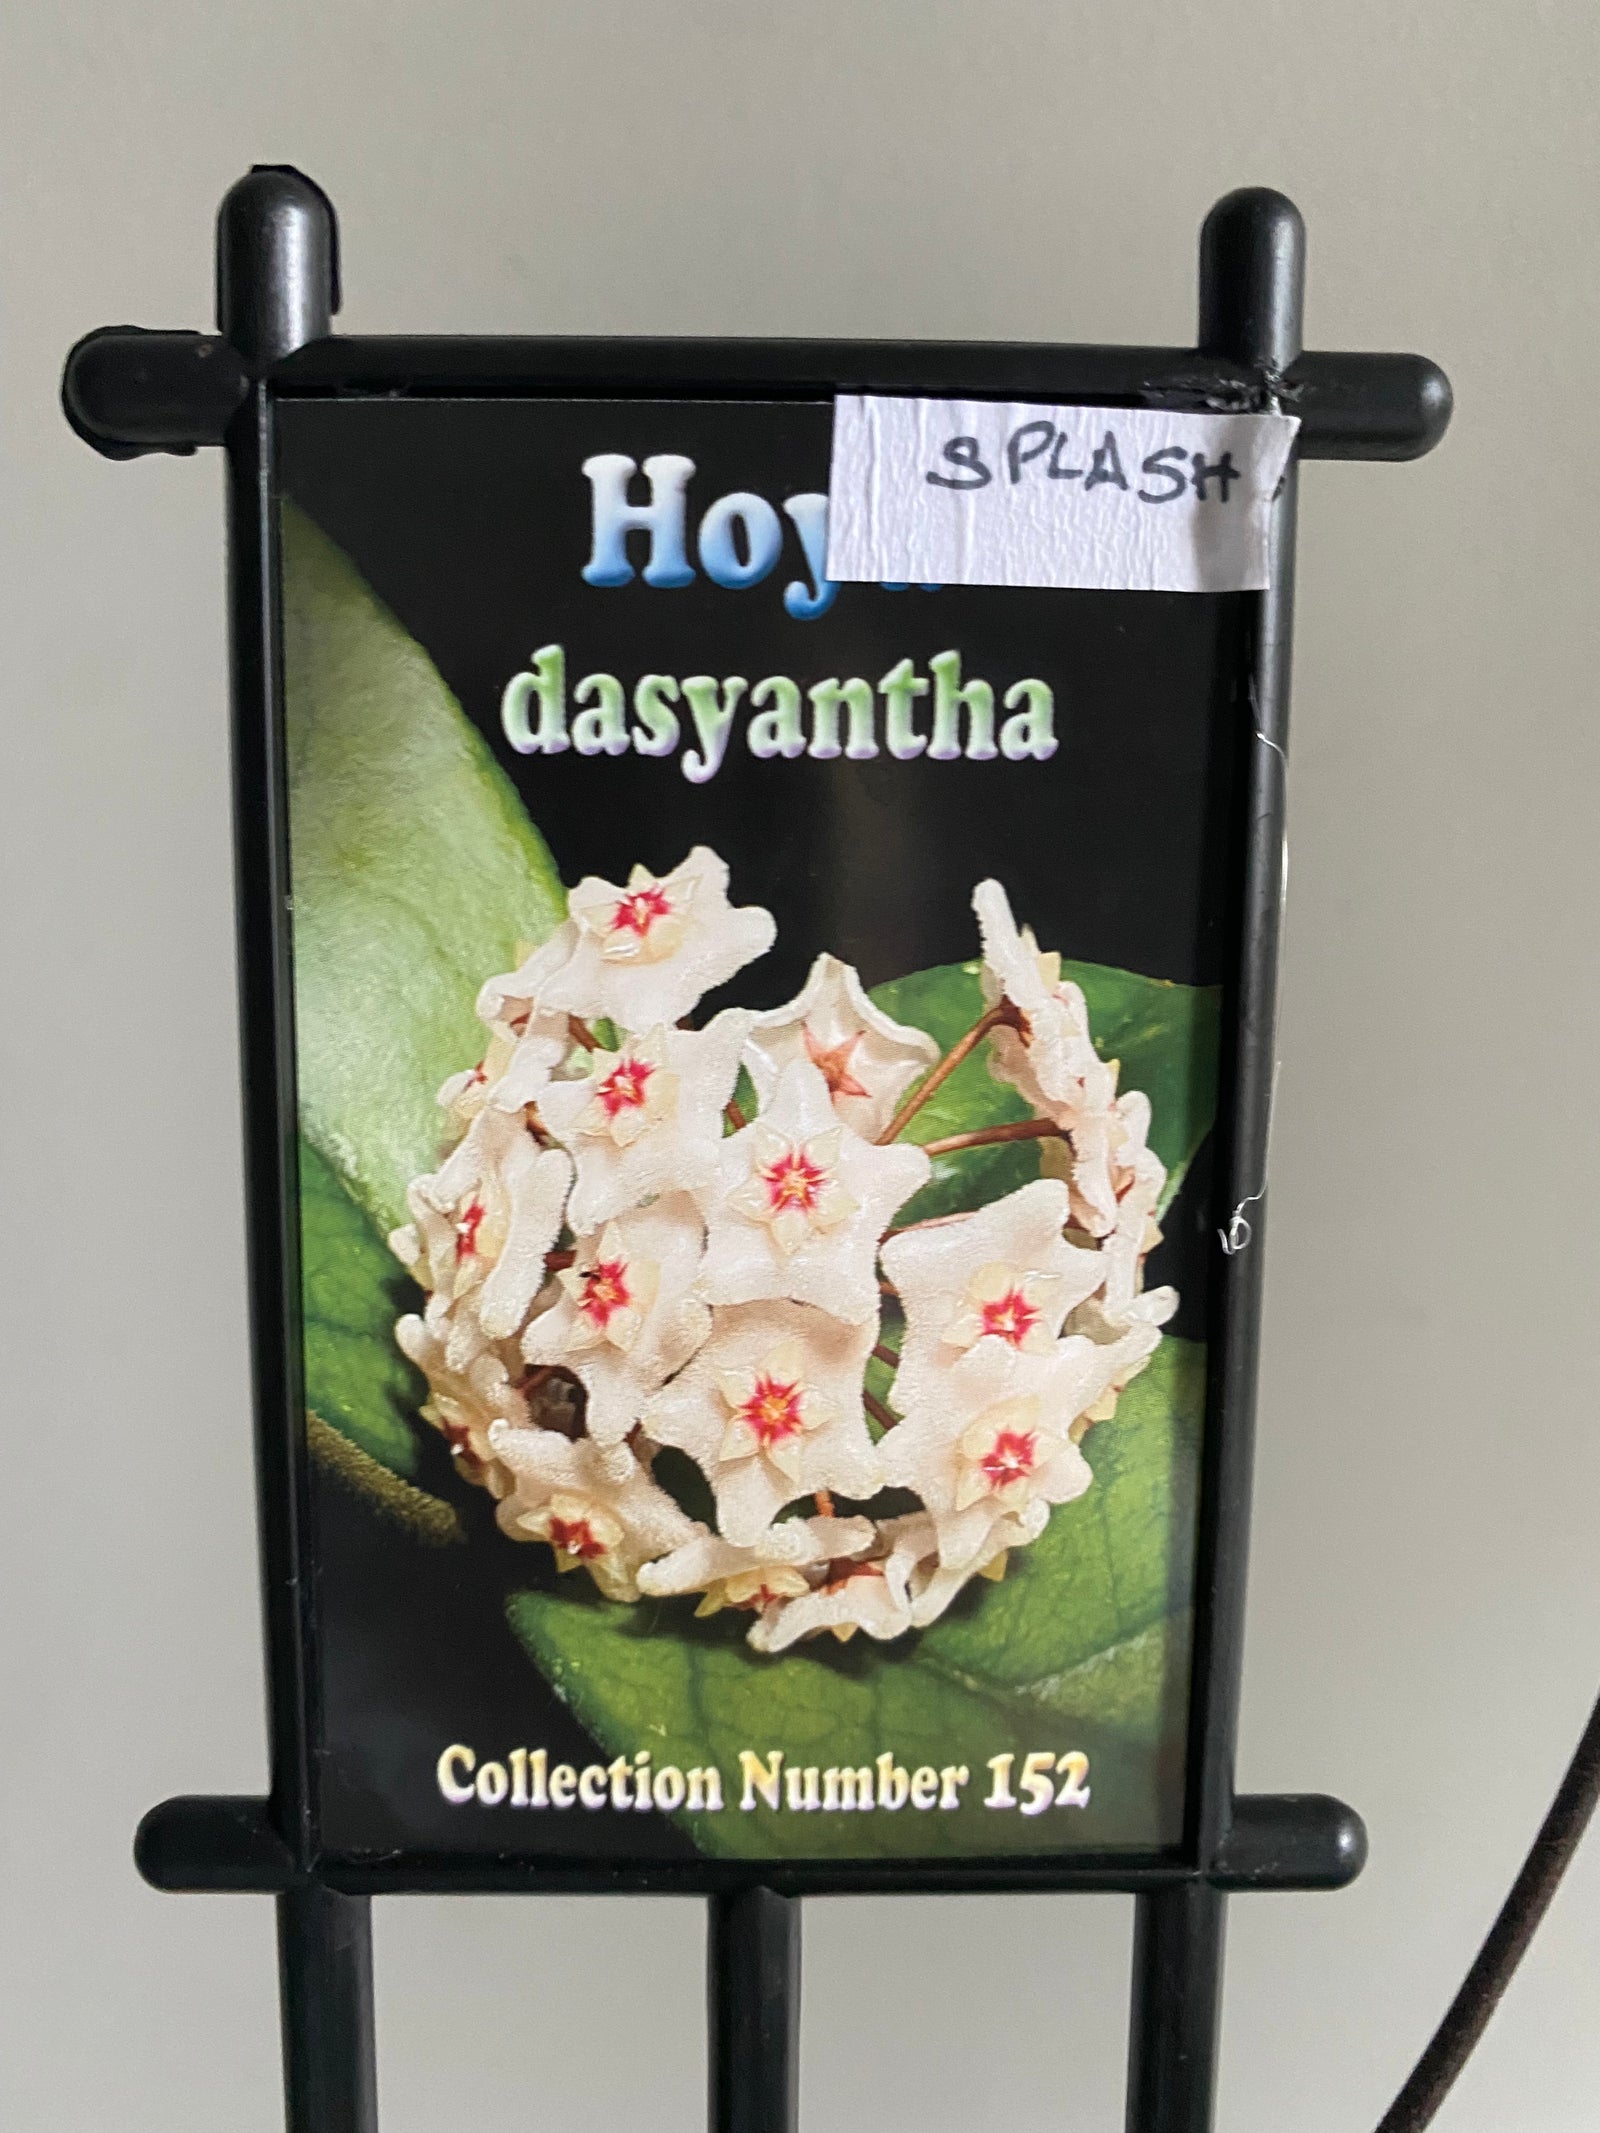 SPLASH
Hoy
dasyantha
Collection Number 152